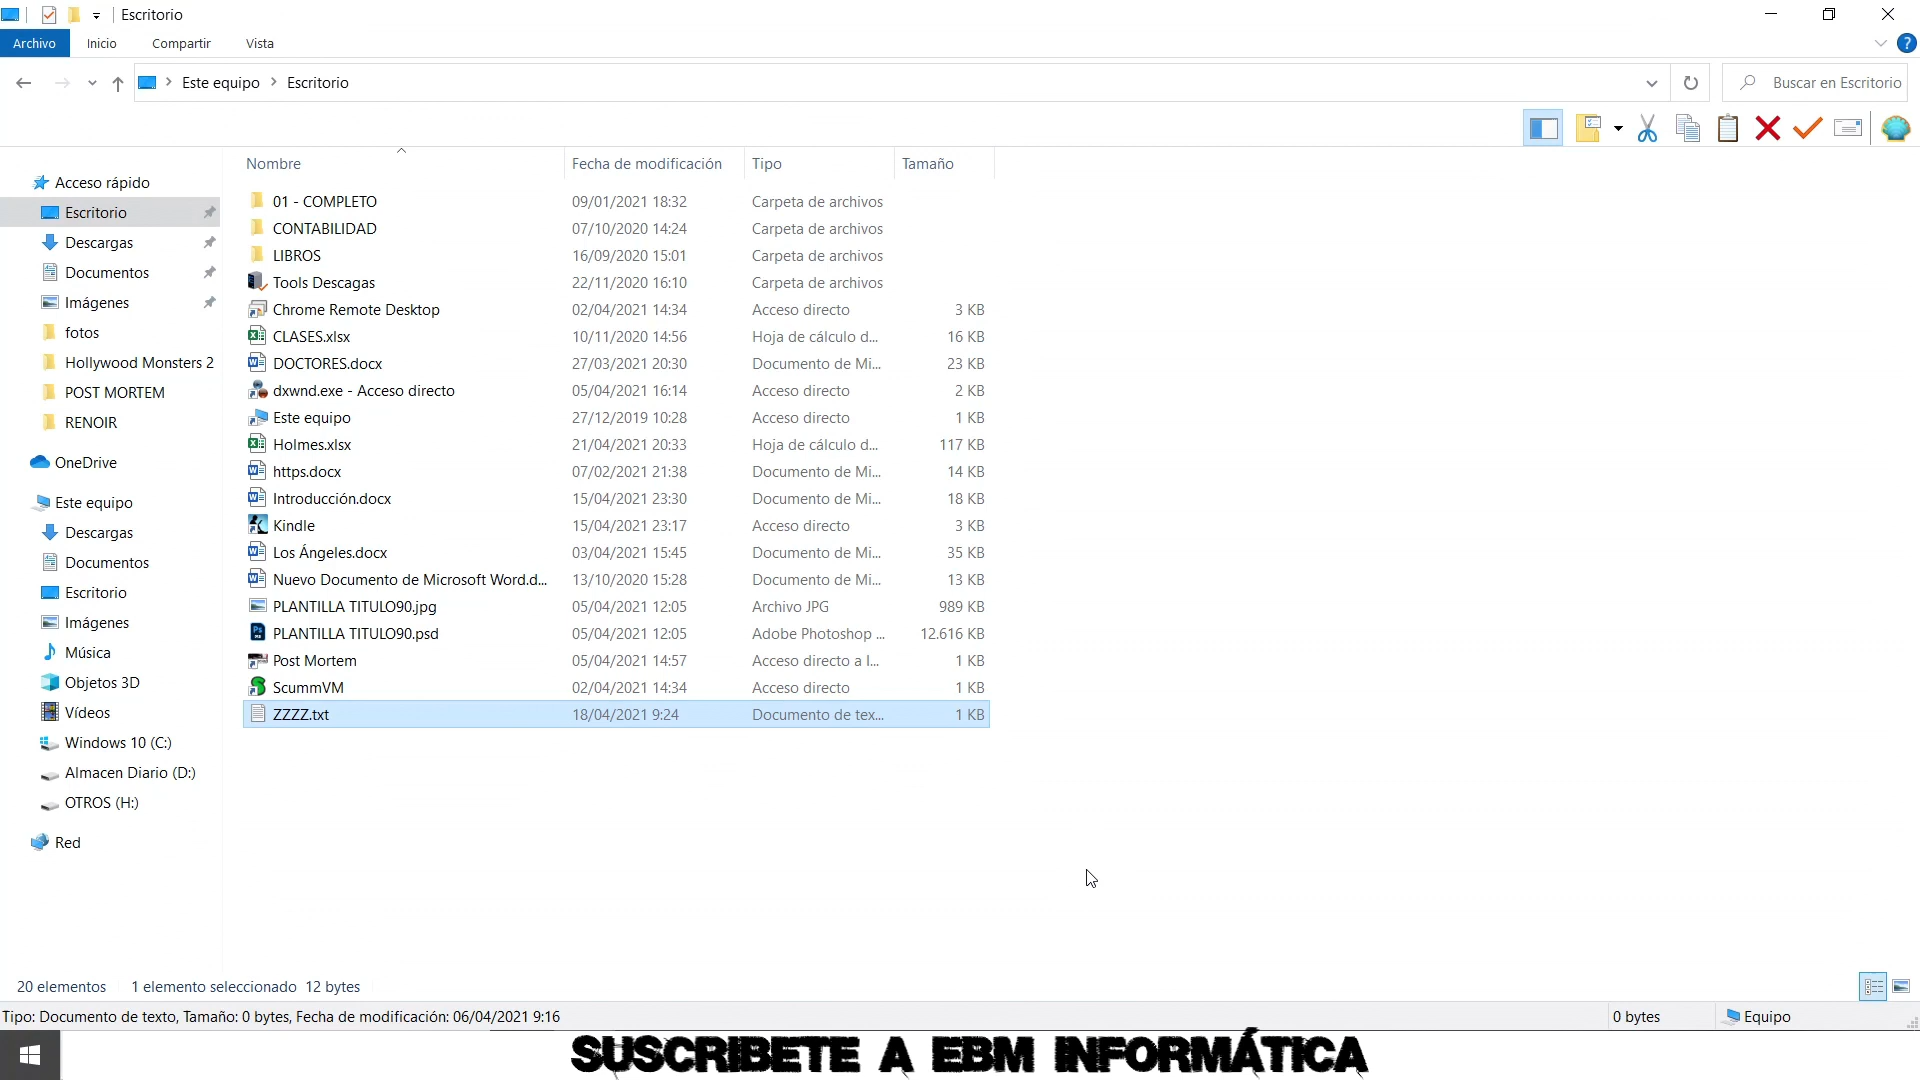 Escritorio
Archivo Inicio Compartir Vista
Este equipo Escritorio Buscar en Escritorio
Nombre Fecha de modificación Tipo Tamaño
Acceso rápido
Escritorio
Descargas
Documentos
Imágenes
fotos
Hollywood Monsters 2
POST MORTEM
RENOIR
OneDrive
Este equipo
Descargas
Documentos
Escritorio
Imágenes
Música
Objetos 3D
Vídeos
Windows 10 (C:)
Almacen Diario (D:)
OTROS (H:)
Red
01 - COMPLETO 09/01/2021 18:32 Carpeta de archivos
CONTABILIDAD 07/10/2020 14:24 Carpeta de archivos
LIBROS 16/09/2020 15:01 Carpeta de archivos
Tools Descagas 22/11/2020 16:10 Carpeta de archivos
Chrome Remote Desktop 02/04/2021 14:34 Acceso directo 3 KB
CLASES.xlsx 10/11/2020 14:56 Hoja de cálculo d... 16 KB
DOCTORES.docx 27/03/2021 20:30 Documento de Mi... 23 KB
dxwnd.exe - Acceso directo 05/04/2021 16:14 Acceso directo 2 KB
Este equipo 27/12/2019 10:28 Acceso directo 1 KB
Holmes.xlsx 21/04/2021 20:33 Hoja de cálculo d... 117 KB
https.docx 07/02/2021 21:38 Documento de Mi... 14 KB
Introducción.docx 15/04/2021 23:30 Documento de Mi... 18 KB
Kindle 15/04/2021 23:17 Acceso directo 3 KB
Los Ángeles.docx 03/04/2021 15:45 Documento de Mi... 35 KB
Nuevo Documento de Microsoft Word.d... 13/10/2020 15:28 Documento de Mi... 13 KB
PLANTILLA TITULO90.jpg 05/04/2021 12:05 Archivo JPG 989 KB
PLANTILLA TITULO90.psd 05/04/2021 12:05 Adobe Photoshop ... 12.616 KB
Post Mortem 05/04/2021 14:57 Acceso directo a I... 1 KB
ScummVM 02/04/2021 14:34 Acceso directo 1 KB
ZZZZ.txt 18/04/2021 9:24 Documento de tex... 1 KB
20 elementos 1 elemento seleccionado 12 bytes
Tipo: Documento de texto, Tamaño: 0 bytes, Fecha de modificación: 06/04/2021 9:16 0 bytes Equipo
SUSCRIBETE A EBM INFORMÁTICA